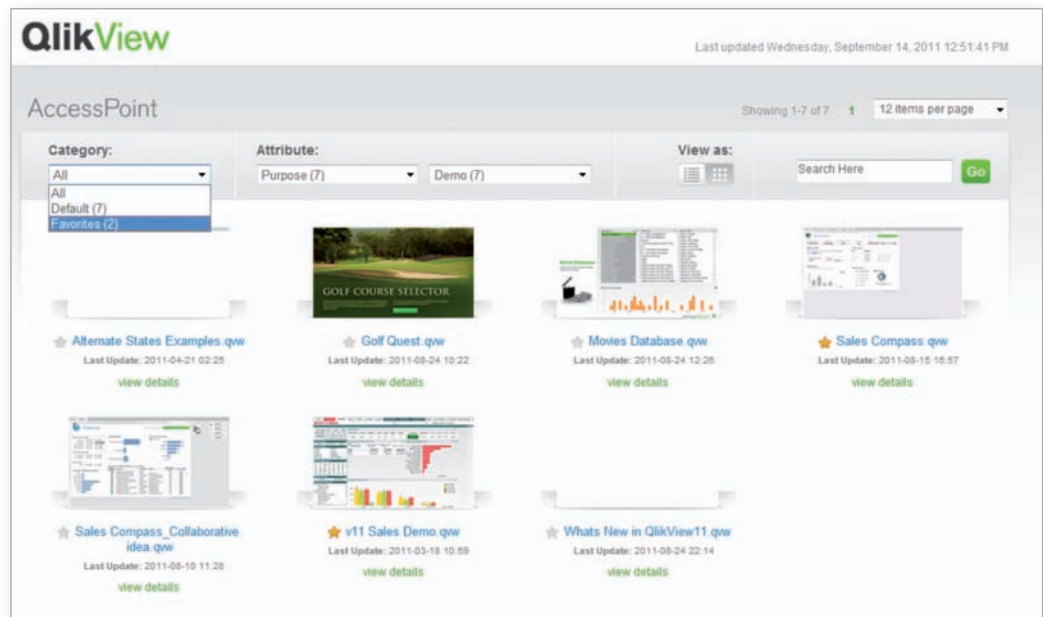 QlikView
Last updated Wednesday, September 14, 2011 12:51:41 PM
AccessPoint
Showing 1-7 of 7 1 12 items per page
Category: Attribute: View as:
All Purpose (7) Demo (7) Search Here Go
All
Default (7)
Favorites (2)
GOLF COURSE SELECTOR
Alternate States Examples.qvw Golf Quest.qvw Movies Database.qvw Sales Compass.qvw
Last Update: 2011-04-21 02:26 Last Update: 2011-08-24 10:22 Last Update: 2011-08-24 12:26 Last Update: 2011-08-15 16:57
view details view details view details view details
Sales Compass_Collaborative v11 Sales Demo.qvw Whats New in QlikView11.qvw
idea.qvw Last Update: 2011-03-18 10:59 Last Update: 2011-08-24 22:14
Last Update: 2011-08-10 11:28 view details view details
view details